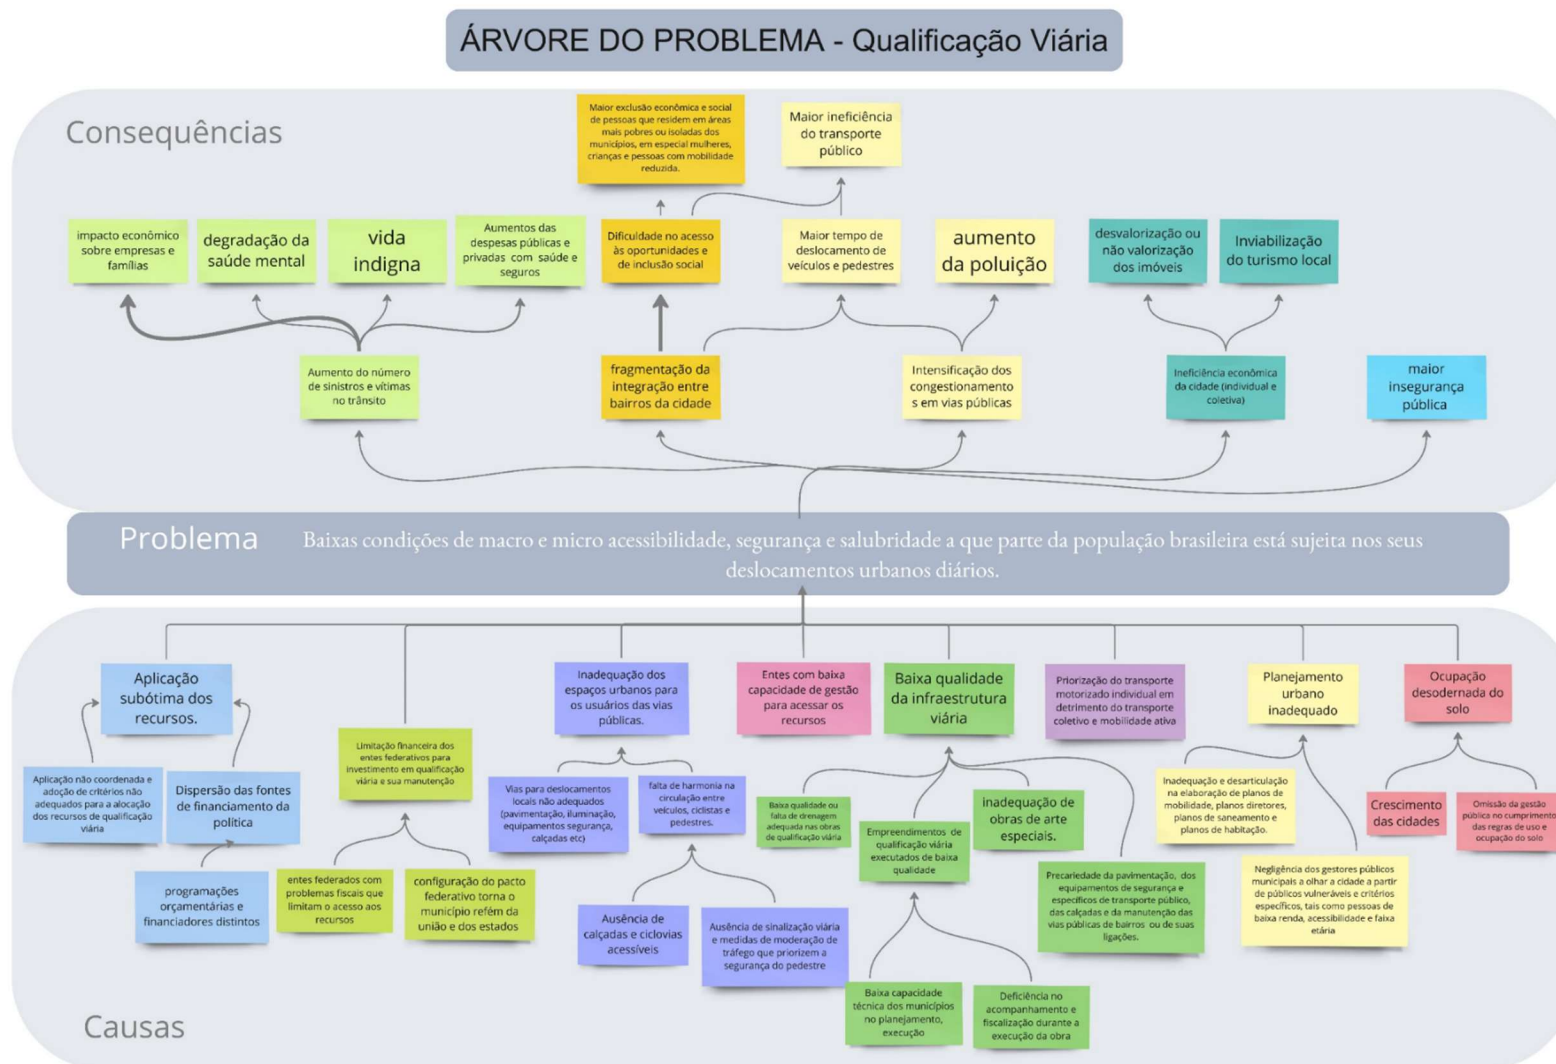 ÁRVORE DO PROBLEMA - Qualificação Viária
Consequências
Maior exclusão econômica e social
de pessoas que residem em áreas
mais pobres ou isoladas dos
municípios, em especial mulheres,
crianças e pessoas com mobilidade
reduzida.
Maior ineficiência
do transporte
público
impacto econômico
sobre empresas e
famílias
degradação da
saúde mental
vida
indigna
Aumentos das
despesas públicas e
privadas com saúde e
seguros
Dificuldade no acesso
às oportunidades e
de inclusão social
Maior tempo de
deslocamento de
veículos e pedestres
aumento
da poluição
desvalorização ou
não valorização
dos imóveis
Inviabilização
do turismo local
Aumento do número
de sinistros e vítimas
no trânsito
fragmentação da
integração entre
bairros da cidade
Intensificação dos
congestionamento
s em vias públicas
Ineficiência econômica
da cidade (individual e
coletiva)
maior
insegurança
pública
Problema
Baixas condições de macro e micro acessibilidade, segurança e salubridade a que parte da população brasileira está sujeita nos seus
deslocamentos urbanos diários.
Aplicação
subótima dos
recursos.
Inadequação dos
espaços urbanos para
os usuários das vias
públicas.
Entes com baixa
capacidade de gestão
para acessar os
recursos
Baixa qualidade
da infraestrutura
viária
Priorização do transporte
motorizado individual em
detrimento do transporte
coletivo e mobilidade ativa
Planejamento
urbano
inadequado
Ocupação
desodernada do
solo
Limitação financeira dos
entes federativos para
investimento em qualificação
viária e sua manutenção
Aplicação não coordenada e
adoção de critérios não
adequados para a alocação
dos recursos de qualificação
viária
Dispersão das fontes
de financiamento da
política
Vias para deslocamentos
locais não adequados
(pavimentação, iluminação,
equipamentos segurança,
calçadas etc)
falta de harmonia na
circulação entre
veículos, ciclistas e
pedestres.
Baixa qualidade ou
falta de drenagem
adequada nas obras
de qualificação viária
Empreendimentos de
qualificação viária
executados de baixa
qualidade
inadequação de
obras de arte
especiais.
Inadequação e desarticulação
na elaboração de planos de
mobilidade, planos diretores,
planos de saneamento e
planos de habitação.
Crescimento
das cidades
Omissão da gestão
pública no cumprimento
das regras de uso e
ocupação do solo
programações
orçamentárias e
financiadores distintos
entes federados com
problemas fiscais que
limitam o acesso aos
recursos
configuração do pacto
federativo torna o
município refém da
união e dos estados
Ausência de
calçadas e ciclovias
acessíveis
Ausência de sinalização viária
e medidas de moderação de
tráfego que priorizem a
segurança do pedestre
Precariedade da pavimentação, dos
equipamentos de segurança e
específicos de transporte público,
das calçadas e da manutenção das
vias públicas de bairros ou de suas
ligações.
Negligência dos gestores públicos
municipais a olhar a cidade a partir
de públicos vulneráveis e critérios
específicos, tais como pessoas de
baixa renda, acessibilidade e faixa
etária
Baixa capacidade
técnica dos municípios
no planejamento,
execução
Deficiência no
acompanhamento e
fiscalização durante a
execução da obra
Causas